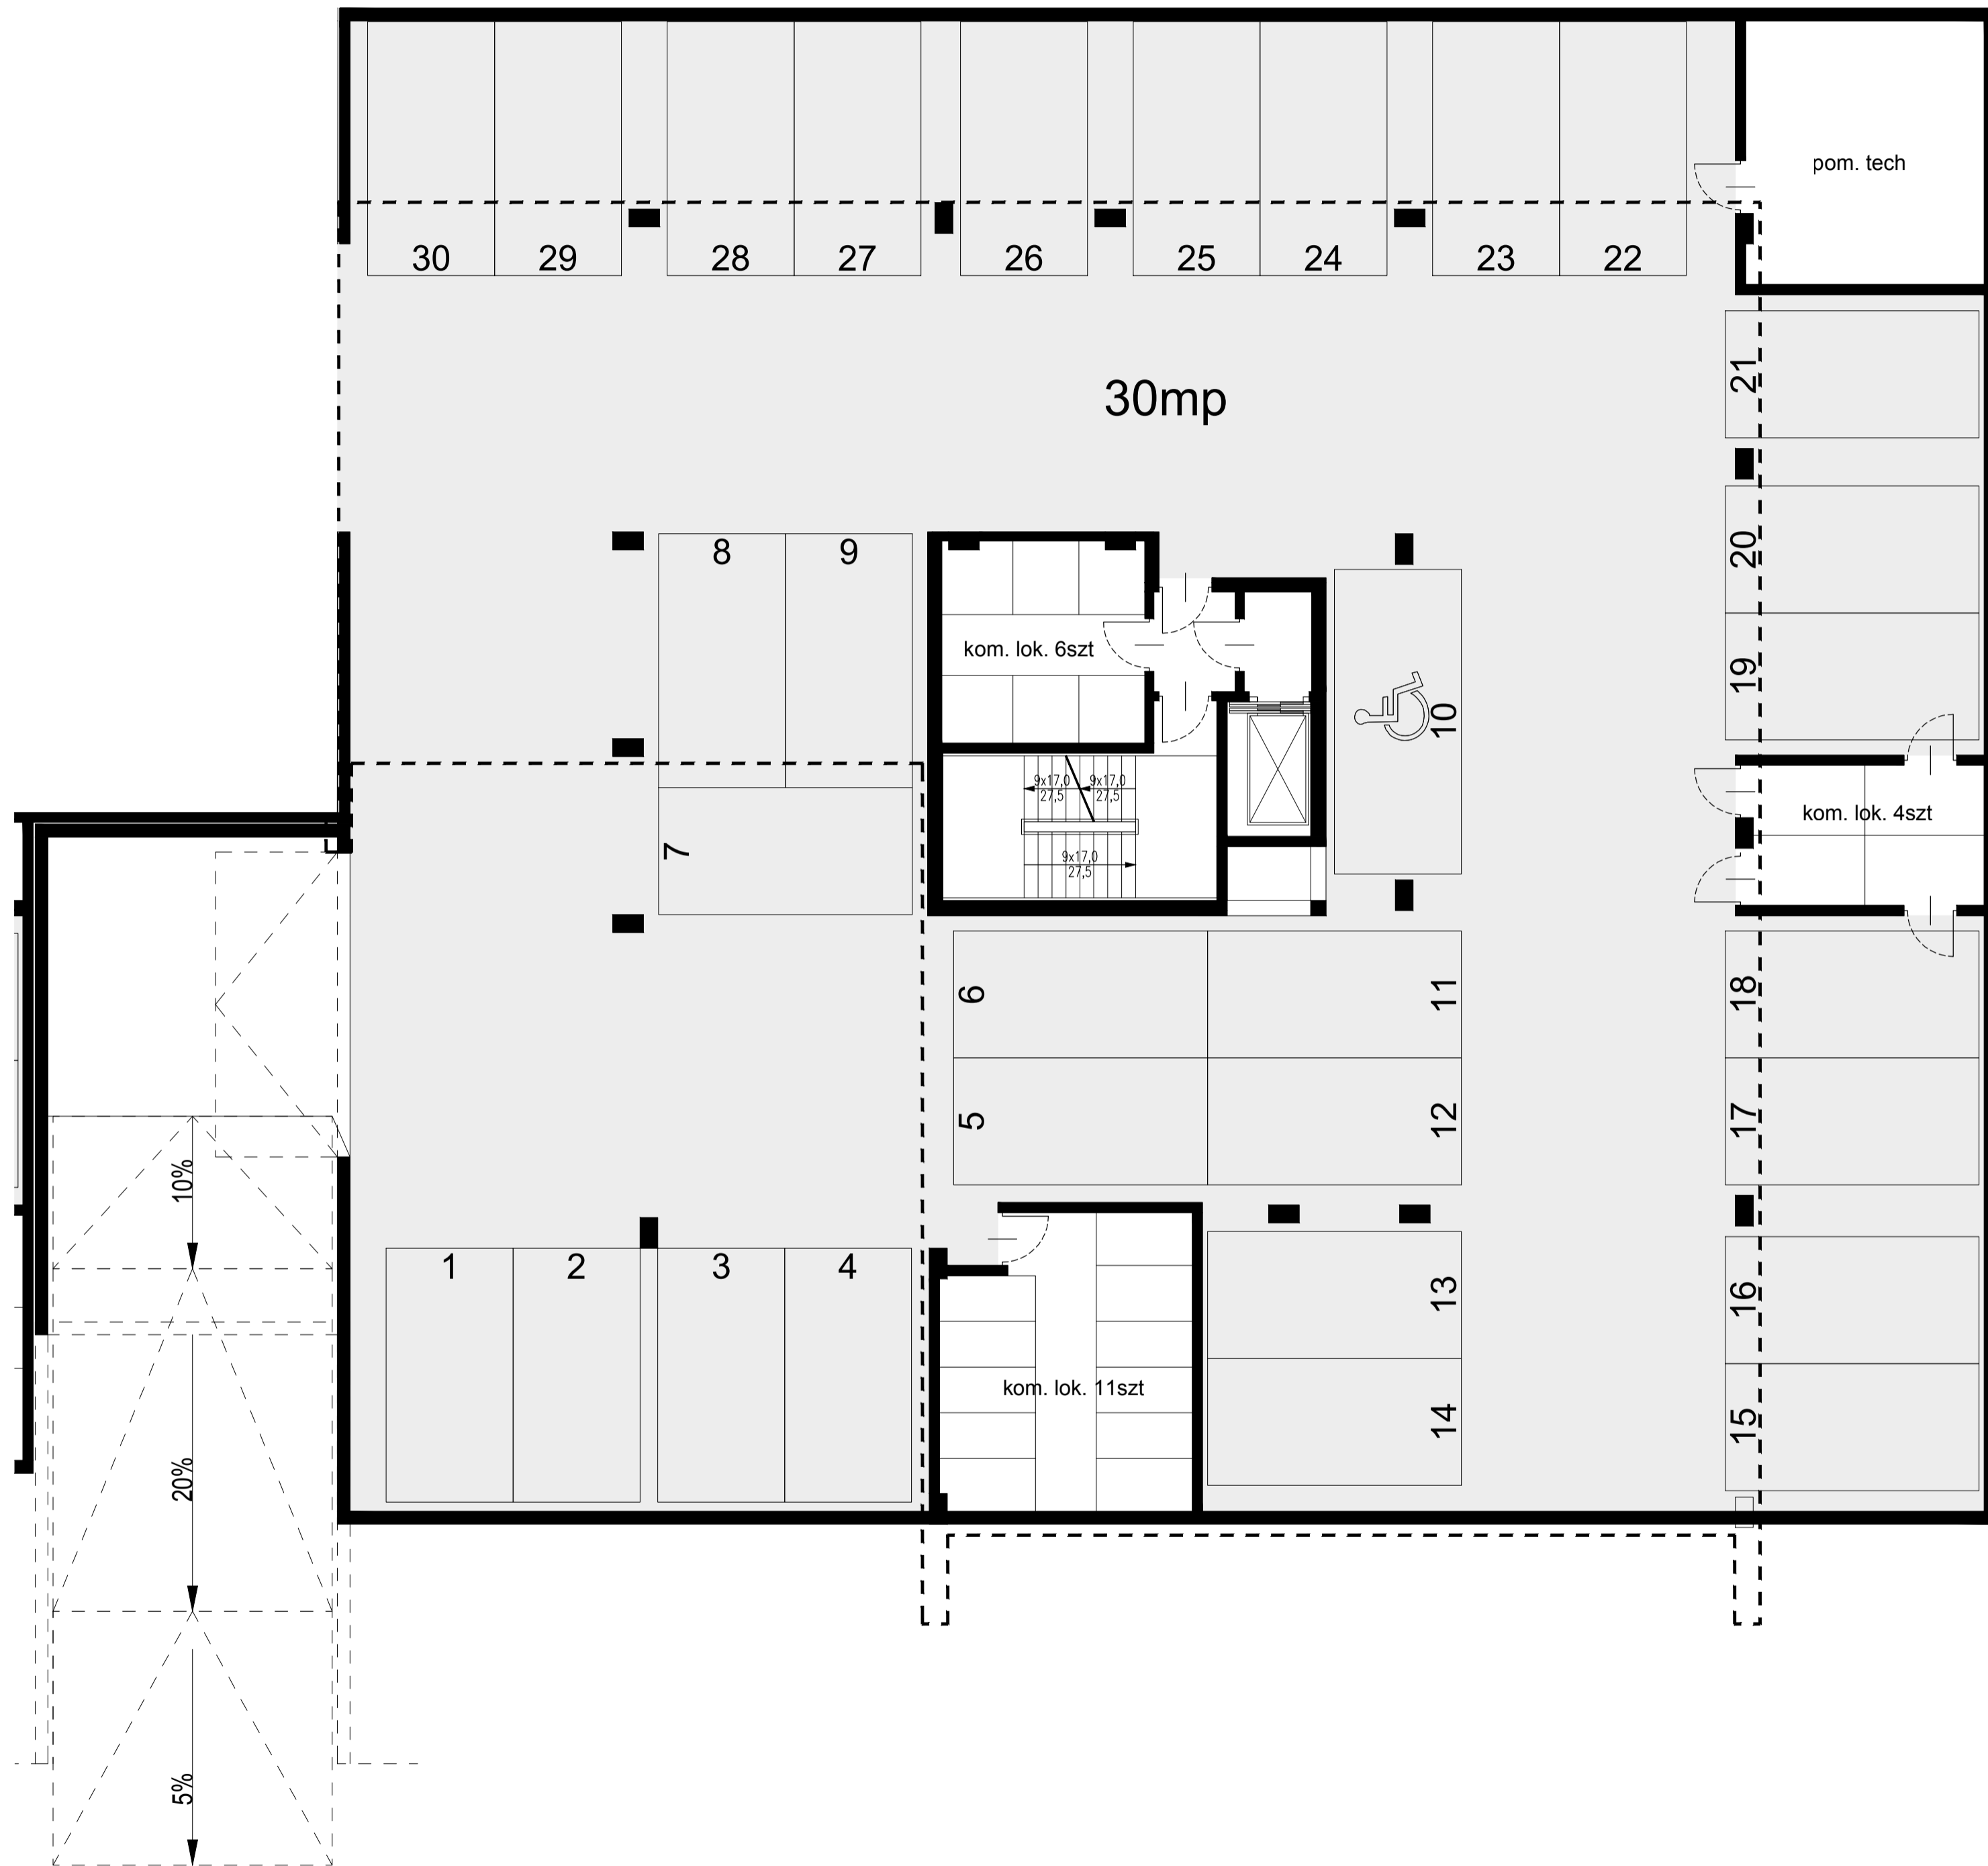 pom. tech
30 29 28 27 26 25 24 23 22
21
30mp
8 9
20
kom. lok. 6szt
19
10
9x17,0 9x17,0
27,5 27,5
kom. lok. 4szt
7
9x17,0
27,5
6 11 18
5 12 17
10%
1 2 3 4
13 16
kom. lok. 11szt
14 15
20%
5%